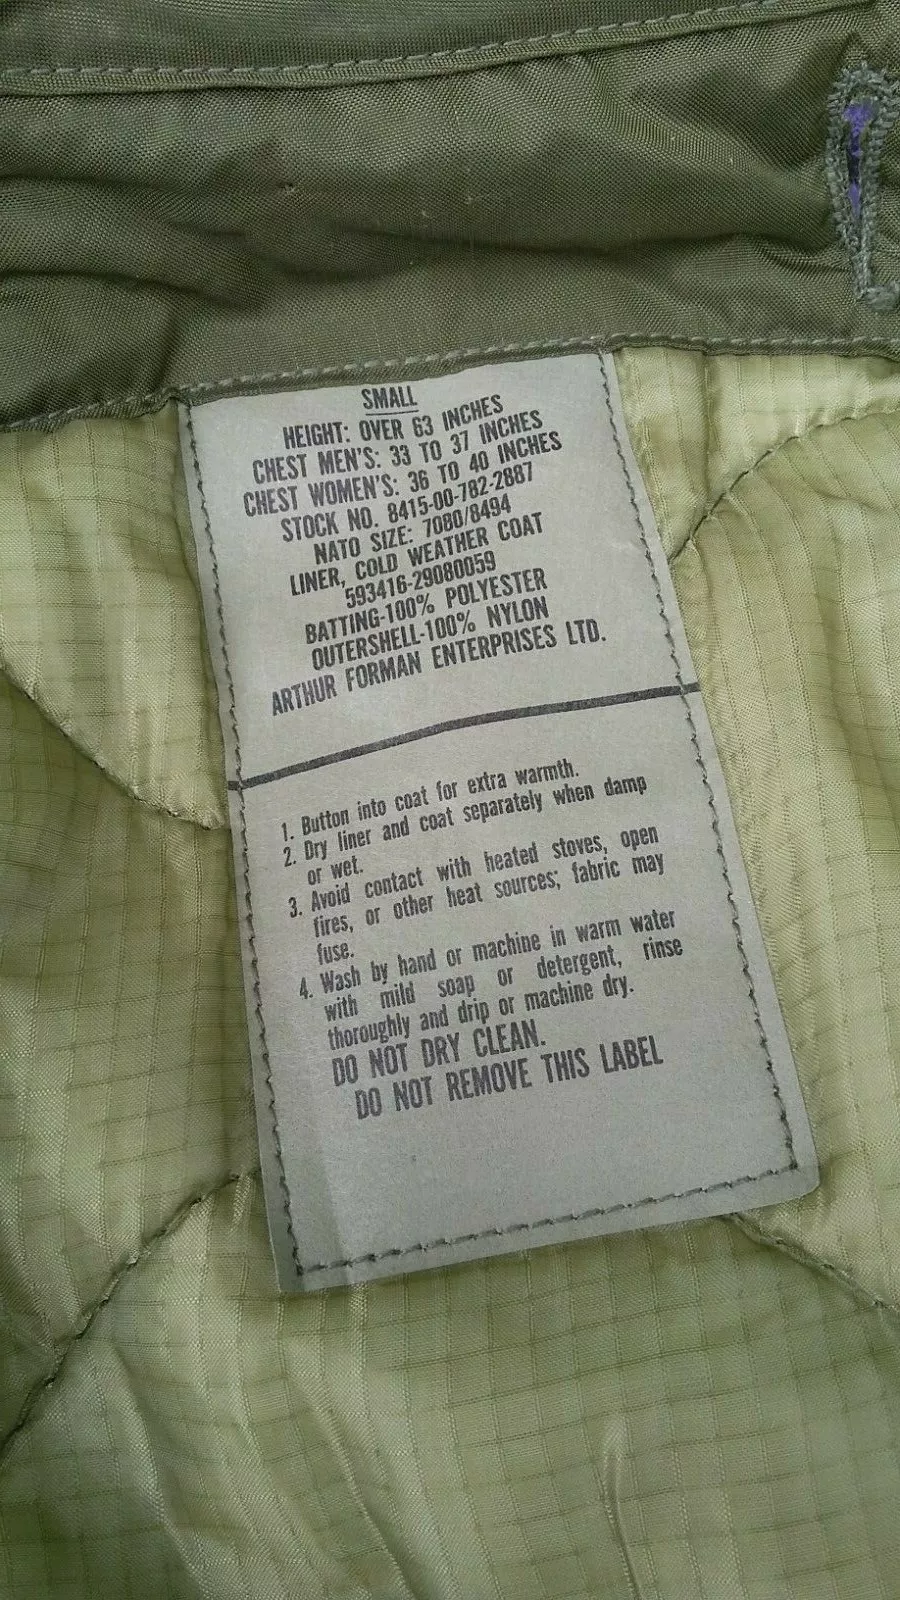 SMALL
HEIGHT: OVER 63 INCHES
CHEST MEN'S: 33 TO 37 INCHES
CHEST WOMEN'S: 36 TO 40 INCHES
STOCK NO. 8415-00-782-2887
NATO SIZE: 7080/8494
LINER, COLD WEATHER COAT
593416-29080059
BATTING-100% POLYESTER
OUTERSHELL-100% NYLON
ARTHUR FORMAN ENTERPRISES LTD.
1. Button into coat for extra warmth.
2. Dry liner and coat separately when damp
or wet.
3. Avoid contact with heated stoves, open
fires, or other heat sources; fabric may
fuse.
4. Wash by hand or machine in warm water
with mild soap or detergent, rinse
thoroughly and drip or machine dry.
DO NOT DRY CLEAN.
DO NOT REMOVE THIS LABEL